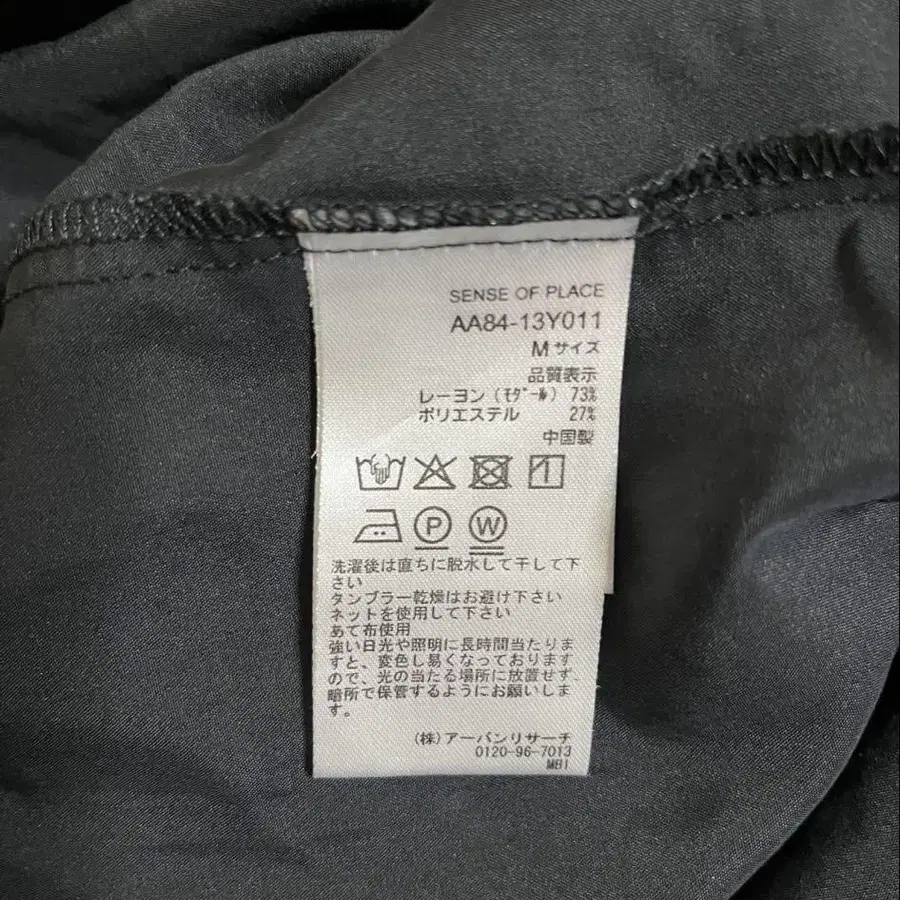 SENSE OF PLACE
AA84-13Y011
Mサイズ
品質表示
レーヨン(ﾓﾀﾞｰﾙ) 73%
ポリエステル 27%
中国製
P W
洗濯後は直ちに脱水して干して下
さい
タンブラー乾燥はお避け下さい
ネットを使用して下さい
あて布使用
強い日光や照明に長時間当たりま
すと、変色し易くなっております
ので、光の当たる場所に放置せず、
暗所で保管するようにお願いしま
す。
(株)アーバンリサーチ
0120-96-7013
MBI